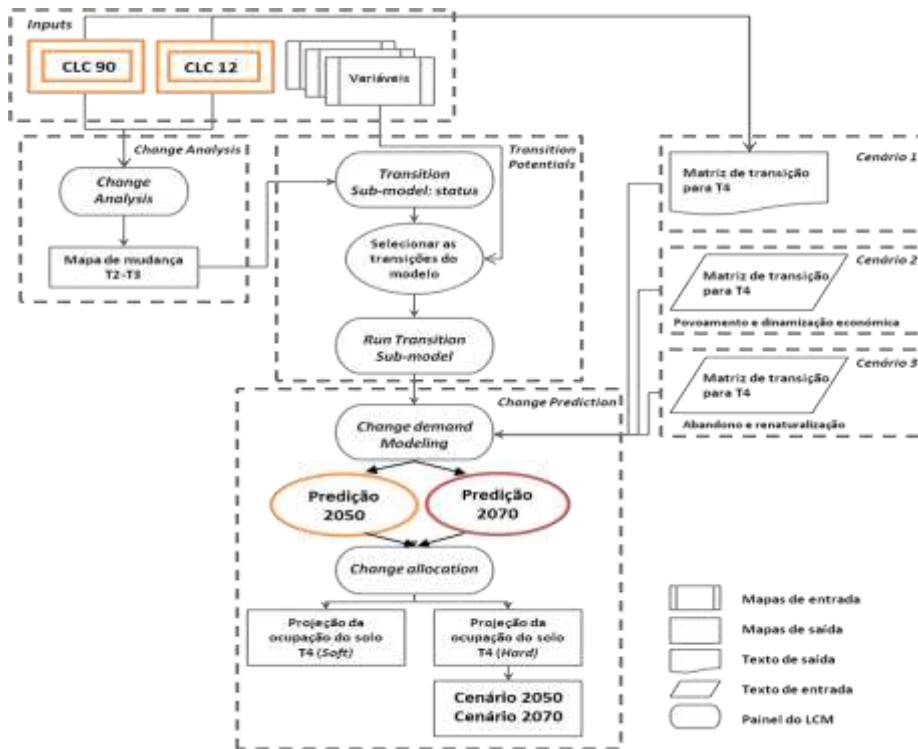 Inputs
CLC 90
CLC 12
Variáveis
Change Analysis
Change
Analysis
Mapa de mudança
T2-T3
Transition
Potentials
Transition
Sub-model: status
Selecionar as
transições do
modelo
Run Transition
Sub-model
Cenário 1
Matriz de transição
para T4
Cenário 2
Matriz de transição
para T4
Povoamento e dinamização económica
Cenário 3
Matriz de transição
para T4
Abandono e renaturalização
Change Prediction
Change demand
Modeling
Predição
2050
Predição
2070
Change allocation
Projeção da
ocupação do solo
T4 (Soft)
Projeção da
ocupação do solo
T4 (Hard)
Cenário 2050
Cenário 2070
Mapas de entrada
Mapas de saída
Texto de saída
Texto de entrada
Painel do LCM